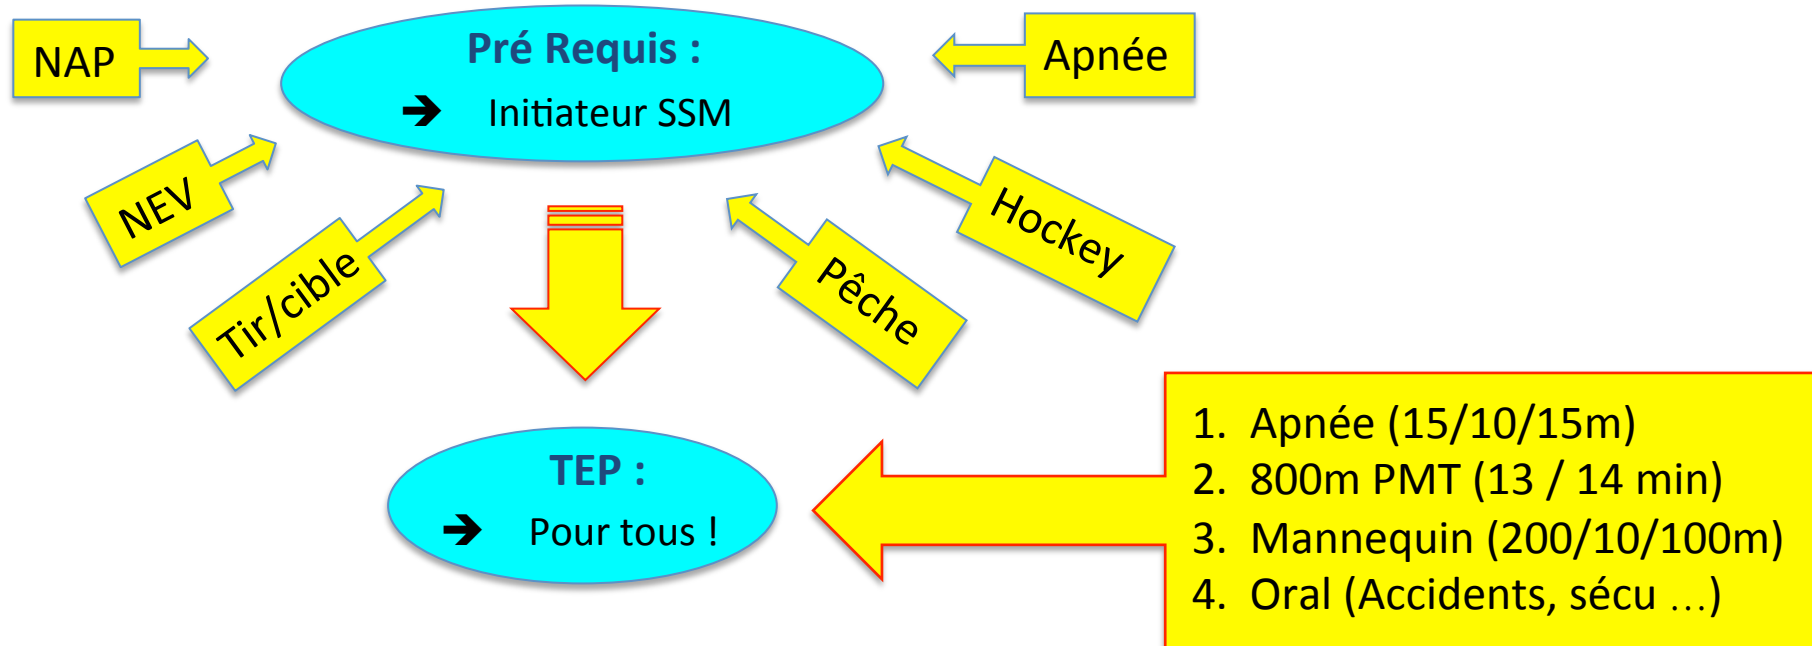 NAP
Pré Requis :
➔ Initiateur SSM
Apnée
NEV
Tir/cible
Pêche
Hockey
TEP :
➔ Pour tous !
1. Apnée (15/10/15m)
2. 800m PMT (13 / 14 min)
3. Mannequin (200/10/100m)
4. Oral (Accidents, sécu …)